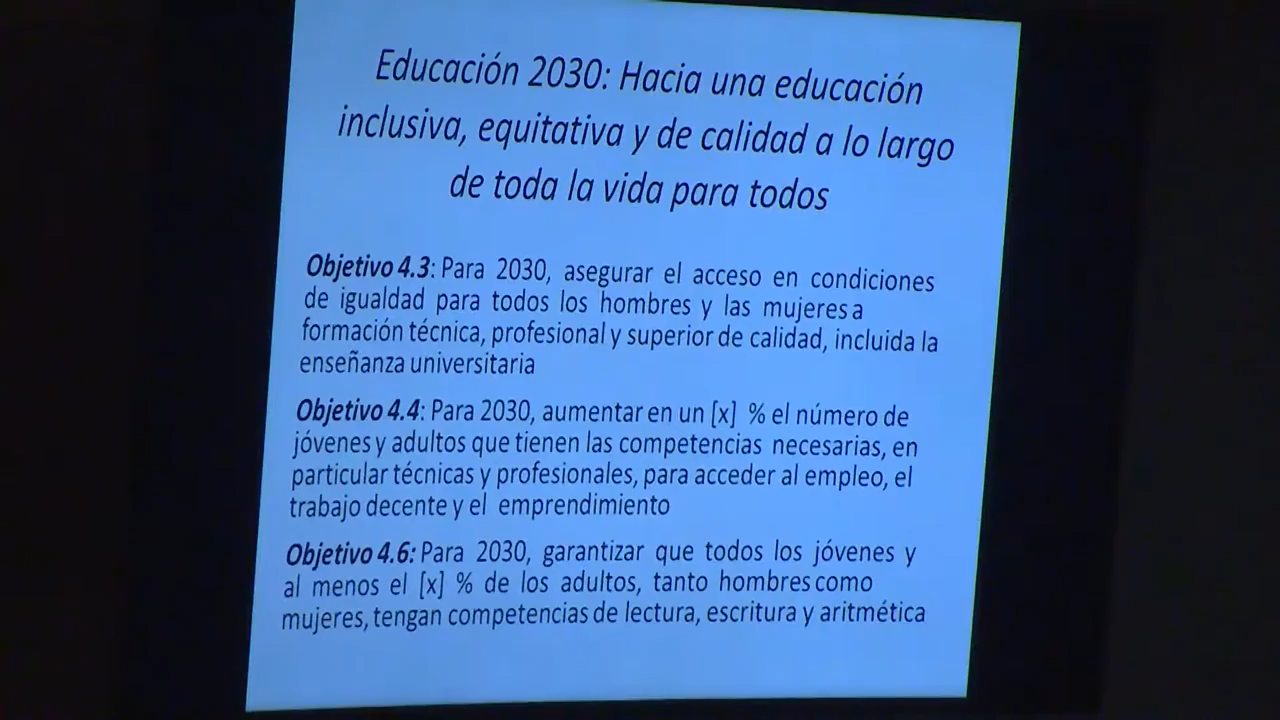 Educación 2030: Hacia una educación
inclusiva, equitativa y de calidad a lo largo
de toda la vida para todos
Objetivo 4.3: Para 2030, asegurar el acceso en condiciones
de igualdad para todos los hombres y las mujeres a
formación técnica, profesional y superior de calidad, incluida la
enseñanza universitaria
Objetivo 4.4: Para 2030, aumentar en un [x] % el número de
jóvenes y adultos que tienen las competencias necesarias, en
particular técnicas y profesionales, para acceder al empleo, el
trabajo decente y el emprendimiento
Objetivo 4.6: Para 2030, garantizar que todos los jóvenes y
al menos el [x] % de los adultos, tanto hombres como
mujeres, tengan competencias de lectura, escritura y aritmética